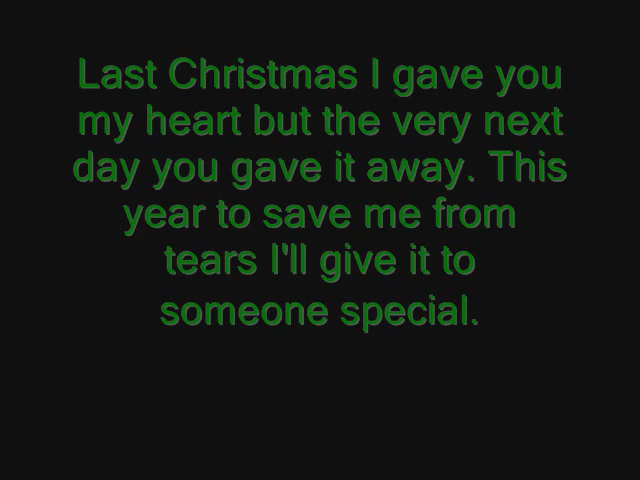 Last Christmas I gave you
my heart but the very next
day you gave it away. This
year to save me from
tears I'll give it to
someone special.